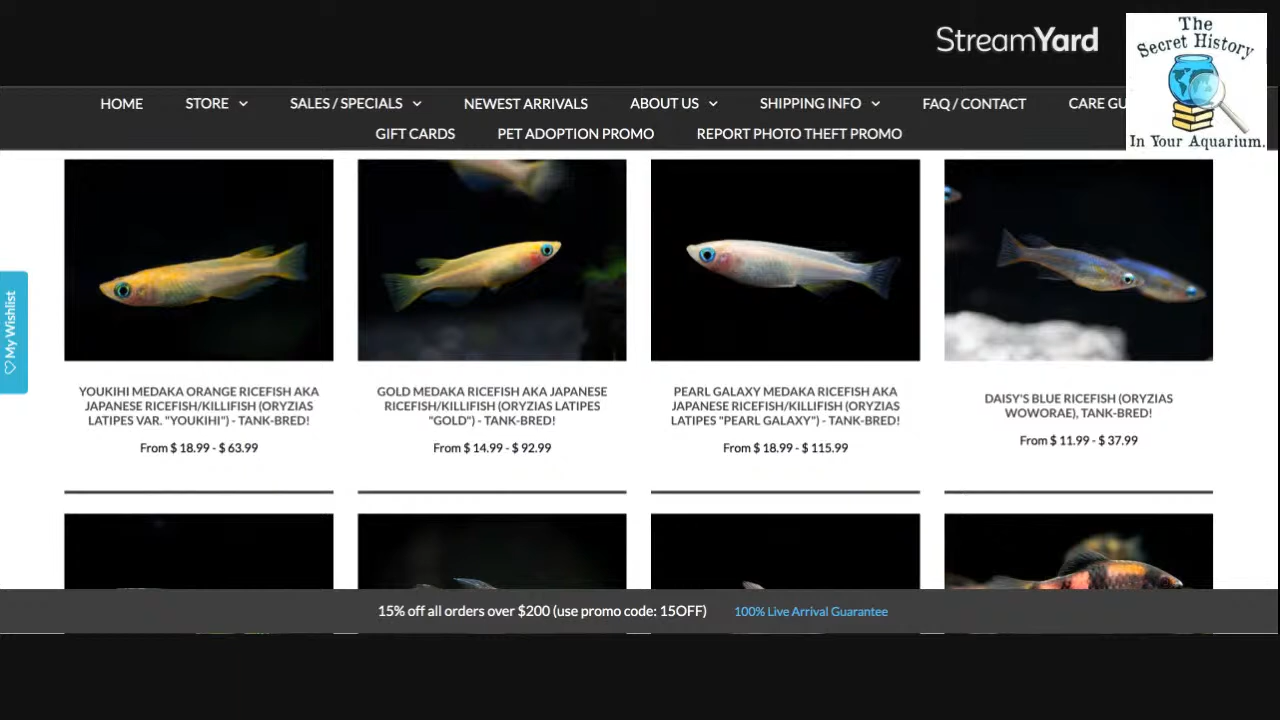 StreamYard
The
Secret History
In Your Aquarium.
HOME STORE SALES / SPECIALS NEWEST ARRIVALS ABOUT US SHIPPING INFO FAQ / CONTACT CARE GU
GIFT CARDS PET ADOPTION PROMO REPORT PHOTO THEFT PROMO
My Wishlist
YOUKIHI MEDAKA ORANGE RICEFISH AKA
JAPANESE RICEFISH/KILLIFISH (ORYZIAS
LATIPES VAR. "YOUKIHI") - TANK-BRED!
From $ 18.99 - $ 63.99
GOLD MEDAKA RICEFISH AKA JAPANESE
RICEFISH/KILLIFISH (ORYZIAS LATIPES
"GOLD") - TANK-BRED!
From $ 14.99 - $ 92.99
PEARL GALAXY MEDAKA RICEFISH AKA
JAPANESE RICEFISH/KILLIFISH (ORYZIAS
LATIPES "PEARL GALAXY") - TANK-BRED!
From $ 18.99 - $ 115.99
DAISY'S BLUE RICEFISH (ORYZIAS
WOWORAE), TANK-BRED!
From $ 11.99 - $ 37.99
15% off all orders over $200 (use promo code: 15OFF) 100% Live Arrival Guarantee